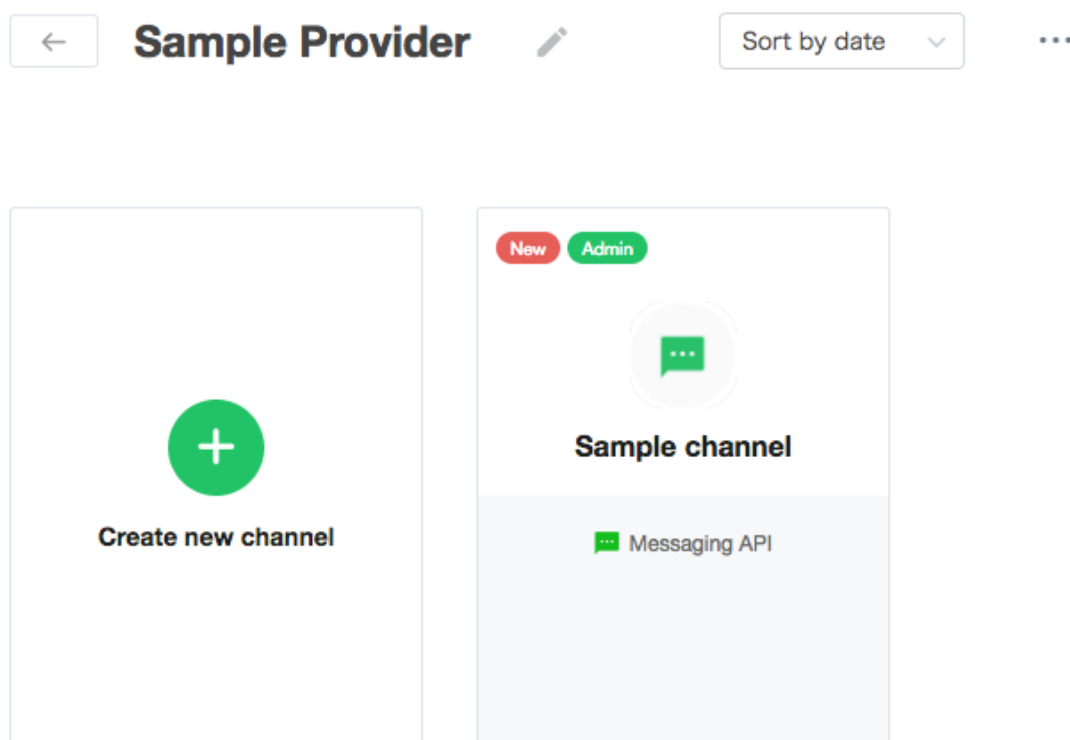 Sample Provider
Sort by date
New
Admin
Sample channel
Create new channel
Messaging API